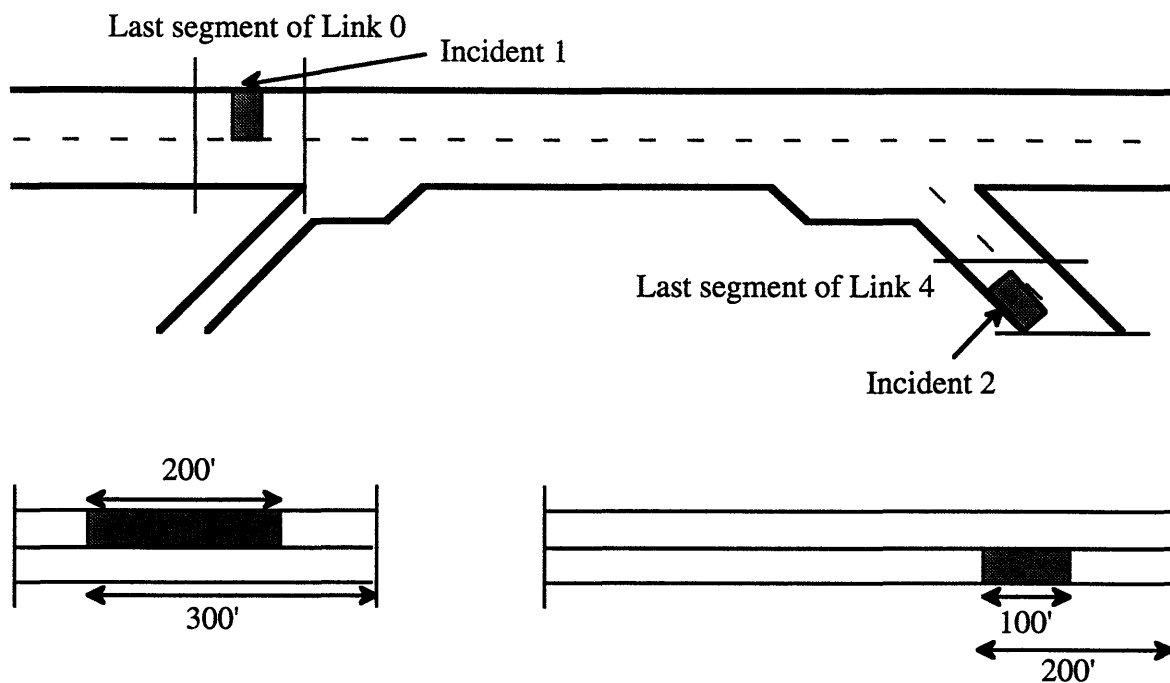 Last segment of Link 0
Incident 1
Last segment of Link 4
Incident 2
200'
300'
100'
200'